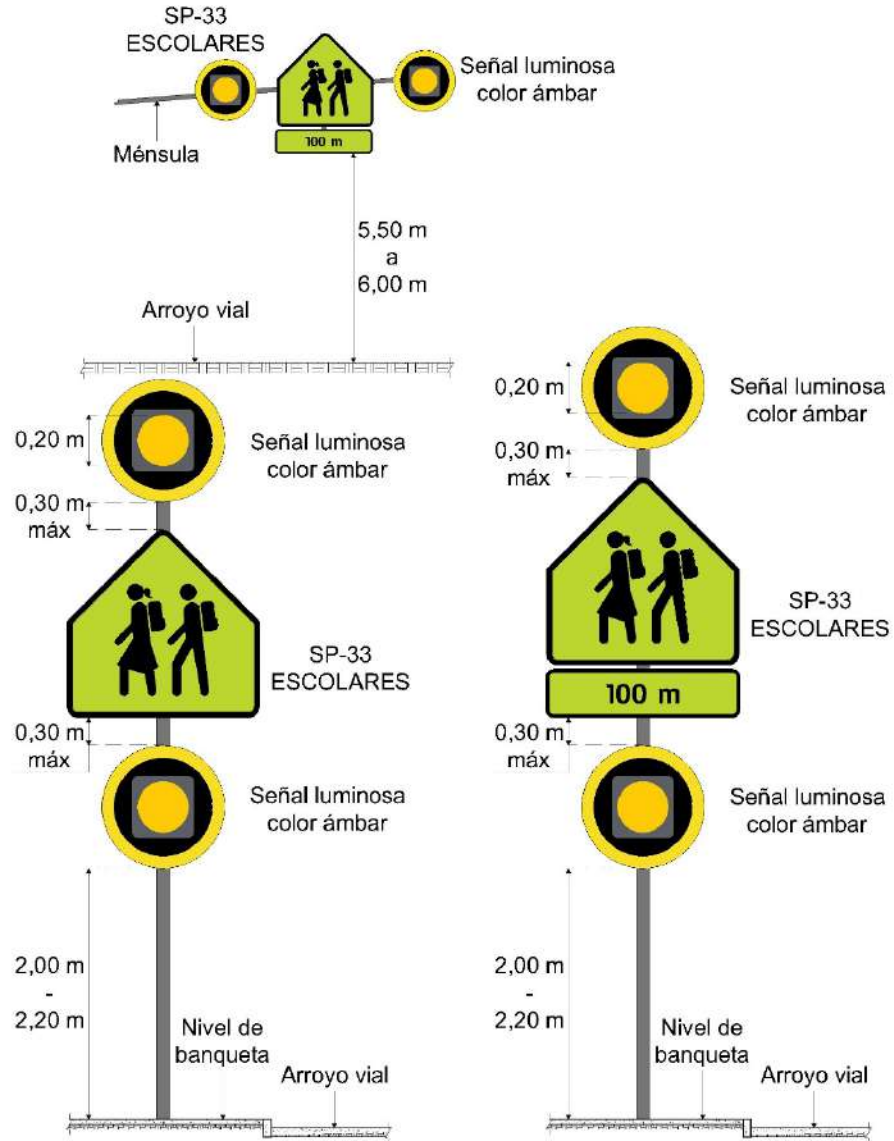 SP-33
ESCOLARES
Señal luminosa
color ámbar
100 m
Ménsula
5,50 m
a
6,00 m
Arroyo vial
0,20 m
Señal luminosa
color ámbar
0,30 m
máx
SP-33
ESCOLARES
0,30 m
máx
Señal luminosa
color ámbar
2,00 m
-
2,20 m
Nivel de
banqueta
Arroyo vial
0,20 m
Señal luminosa
color ámbar
0,30 m
máx
SP-33
ESCOLARES
100 m
0,30 m
máx
Señal luminosa
color ámbar
2,00 m
-
2,20 m
Nivel de
banqueta
Arroyo vial